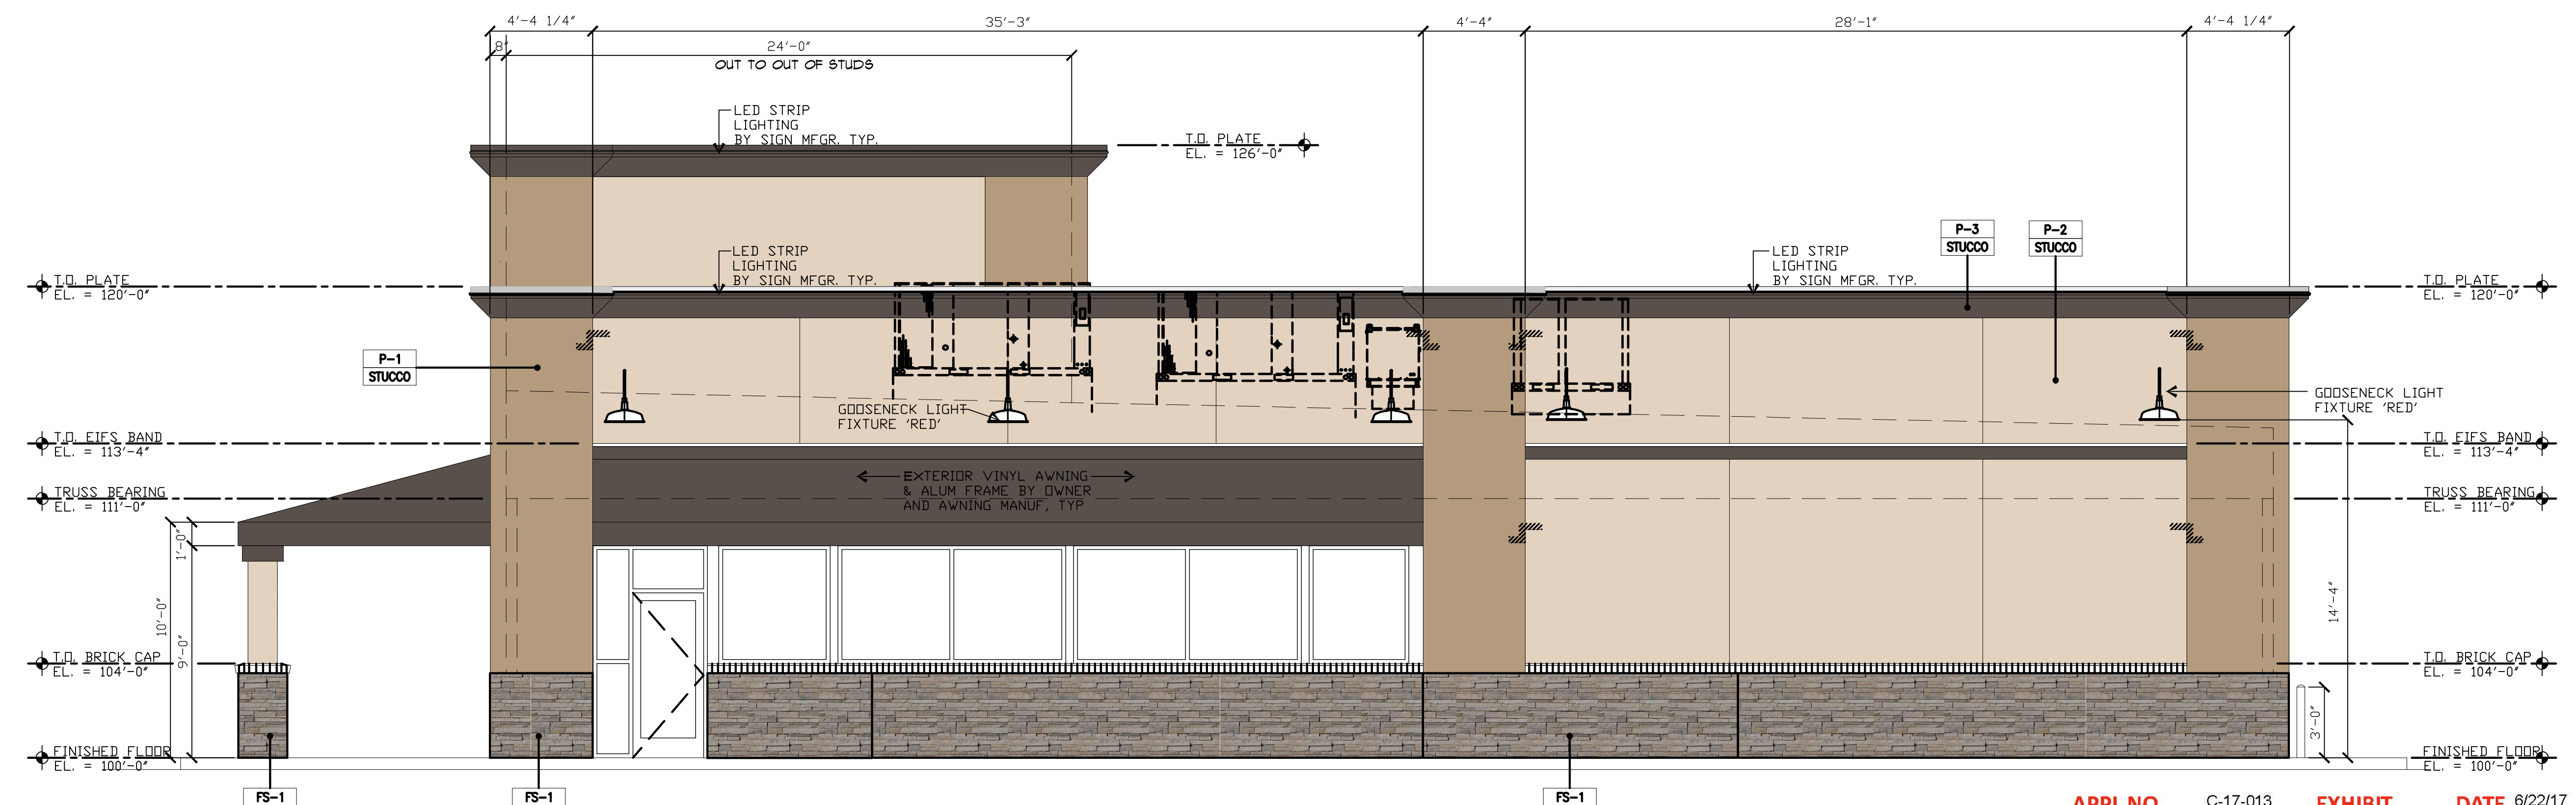 4'-4 1/4"
35'-3"
4'-4"
28'-1"
4'-4 1/4"
8"
24'-0"
OUT TO OUT OF STUDS
LED STRIP
LIGHTING
BY SIGN MFGR. TYP.
T.O. PLATE
EL. = 126'-0"
P-3
STUCCO
P-2
STUCCO
LED STRIP
LIGHTING
BY SIGN MFGR. TYP.
LED STRIP
LIGHTING
BY SIGN MFGR. TYP.
T.O. PLATE
EL. = 120'-0"
T.O. PLATE
EL. = 120'-0"
P-1
STUCCO
GOOSENECK LIGHT
FIXTURE 'RED'
GOOSENECK LIGHT
FIXTURE 'RED'
T.O. EIFS BAND
EL. = 113'-4"
T.O. EIFS BAND
EL. = 113'-4"
EXTERIOR VINYL AWNING
& ALUM FRAME BY OWNER
AND AWNING MANUF, TYP
TRUSS BEARING
EL. = 111'-0"
TRUSS BEARING
EL. = 111'-0"
1'-0"
10'-0"
9'-0"
14'-4"
T.O. BRICK CAP
EL. = 104'-0"
T.O. BRICK CAP
EL. = 104'-0"
3'-0"
FINISHED FLOOR
EL. = 100'-0"
FINISHED FLOOR
EL. = 100'-0"
FS-1
FS-1
FS-1
APPL NO. C-17-013 EXHIBIT DATE 6/22/17